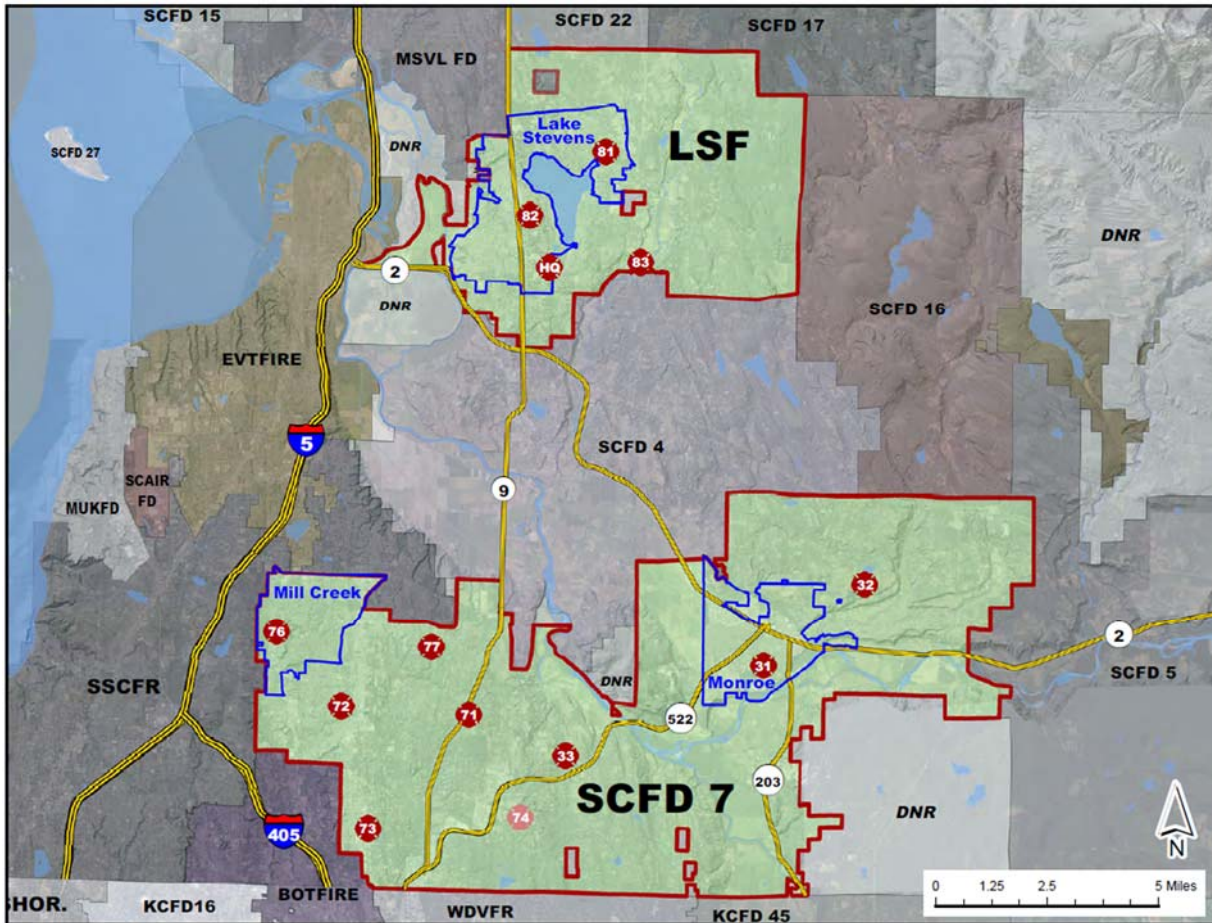 SCFD 15
SCFD 22
SCFD 17
MSVL FD
Lake
Stevens
LSF
81
DNR
SCFD 27
82
83
HQ
2
DNR
DNR
SCFD 16
EVTFIRE
5
SCFD 4
9
SCAIR
FD
MUKFD
Mill Creek
76
77
32
31
Monroe
DNR
2
SCFD 5
SSCFR
72
71
522
33
203
SCFD 7
74
73
DNR
405
N
0 1.25 2.5 5 Miles
BOTFIRE
SHOR.
KCFD16
WDVFR
KCFD 45